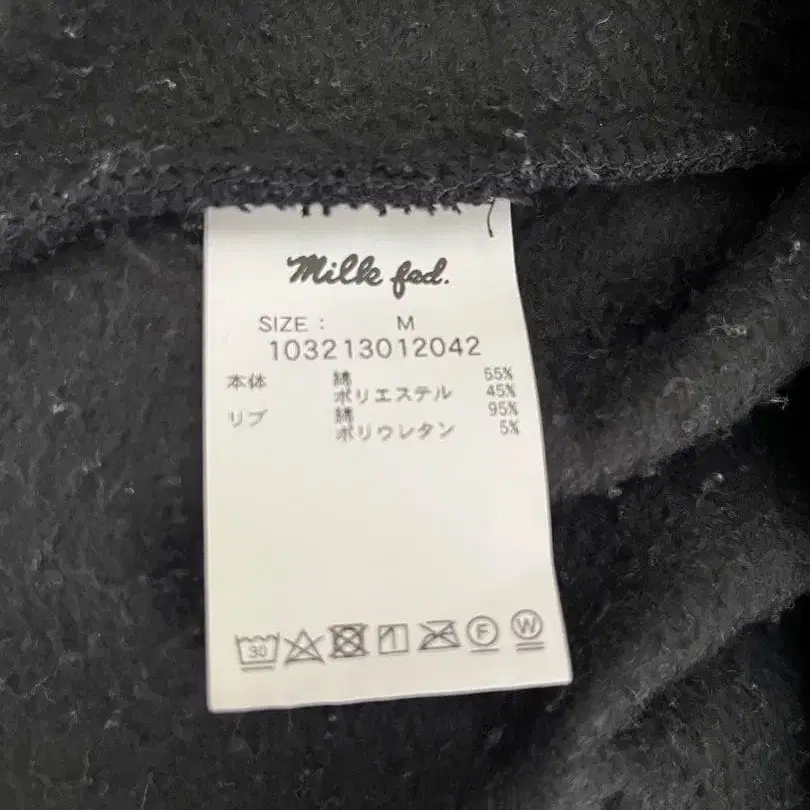 Milk fed.
SIZE : M
103213012042
本体 綿 55%
ポリエステル 45%
リブ 綿 95%
ポリウレタン 5%
30 F W